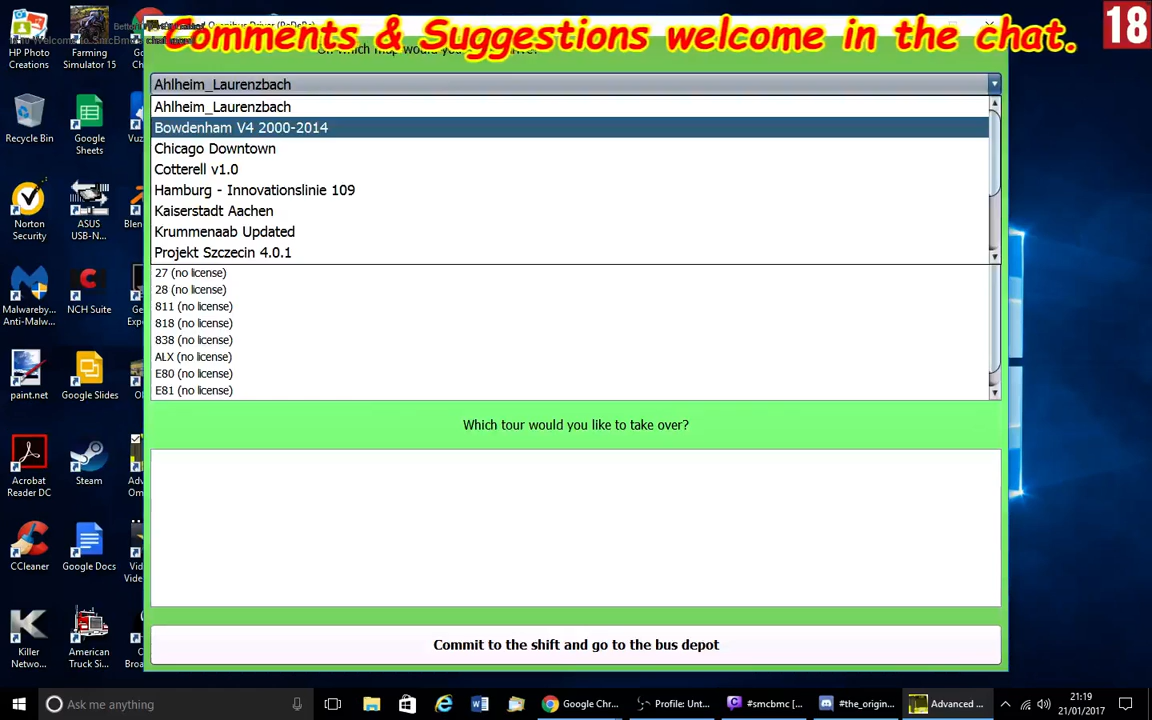 Comments & Suggestions welcome in the chat.
18
HP Photo
Creations
Farming
Simulator 15
Ahlheim_Laurenzbach
Ahlheim_Laurenzbach
Bowdenham V4 2000-2014
Chicago Downtown
Cotterell v1.0
Hamburg - Innovationslinie 109
Kaiserstadt Aachen
Krummenaab Updated
Projekt Szczecin 4.0.1
27 (no license)
28 (no license)
811 (no license)
818 (no license)
838 (no license)
ALX (no license)
E80 (no license)
E81 (no license)
Which tour would you like to take over?
Commit to the shift and go to the bus depot
Recycle Bin
Google
Sheets
Norton
Security
ASUS
USB-N...
Malwareby...
Anti-Malw...
NCH Suite
paint.net
Google Slides
Acrobat
Reader DC
Steam
CCleaner
Google Docs
Killer
Netwo...
American
Truck Si...
Ask me anything
Google Chr...
Profile: Unt...
#smcbmc [...
#the_origin...
Advanced ...
21:19
21/01/2017